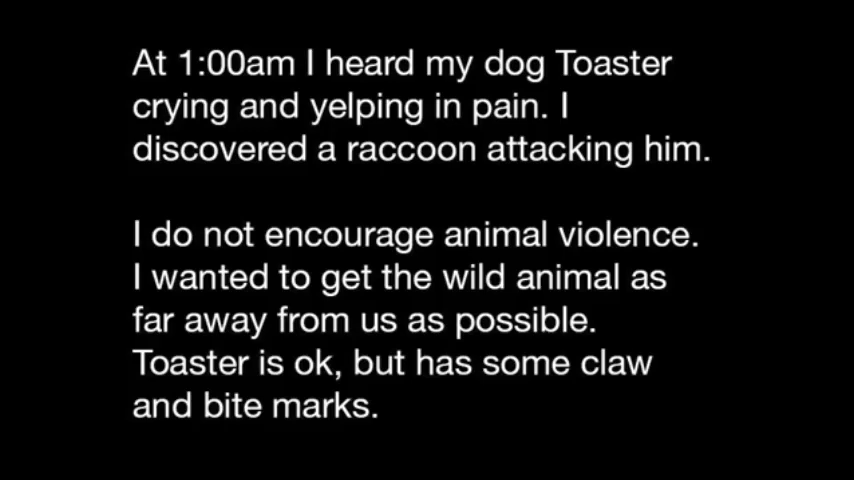 At 1:00am I heard my dog Toaster
crying and yelping in pain. I
discovered a raccoon attacking him.
I do not encourage animal violence.
I wanted to get the wild animal as
far away from us as possible.
Toaster is ok, but has some claw
and bite marks.